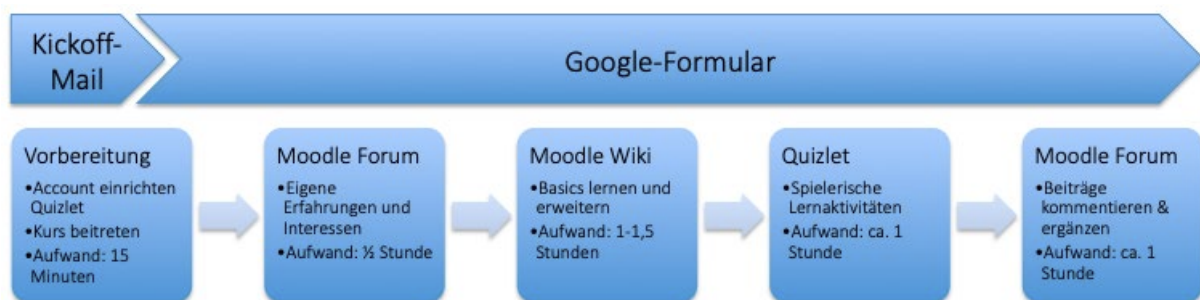 Kickoff-
Mail
Google-Formular
Vorbereitung
•Account einrichten
Quizlet
•Kurs beitreten
•Aufwand: 15
Minuten
Moodle Forum
•Eigene
Erfahrungen und
Interessen
•Aufwand: ½ Stunde
Moodle Wiki
•Basics lernen und
erweitern
•Aufwand: 1-1,5
Stunden
Quizlet
•Spielerische
Lernaktivitäten
•Aufwand: ca. 1
Stunde
Moodle Forum
•Beiträge
kommentieren &
ergänzen
•Aufwand: ca. 1
Stunde